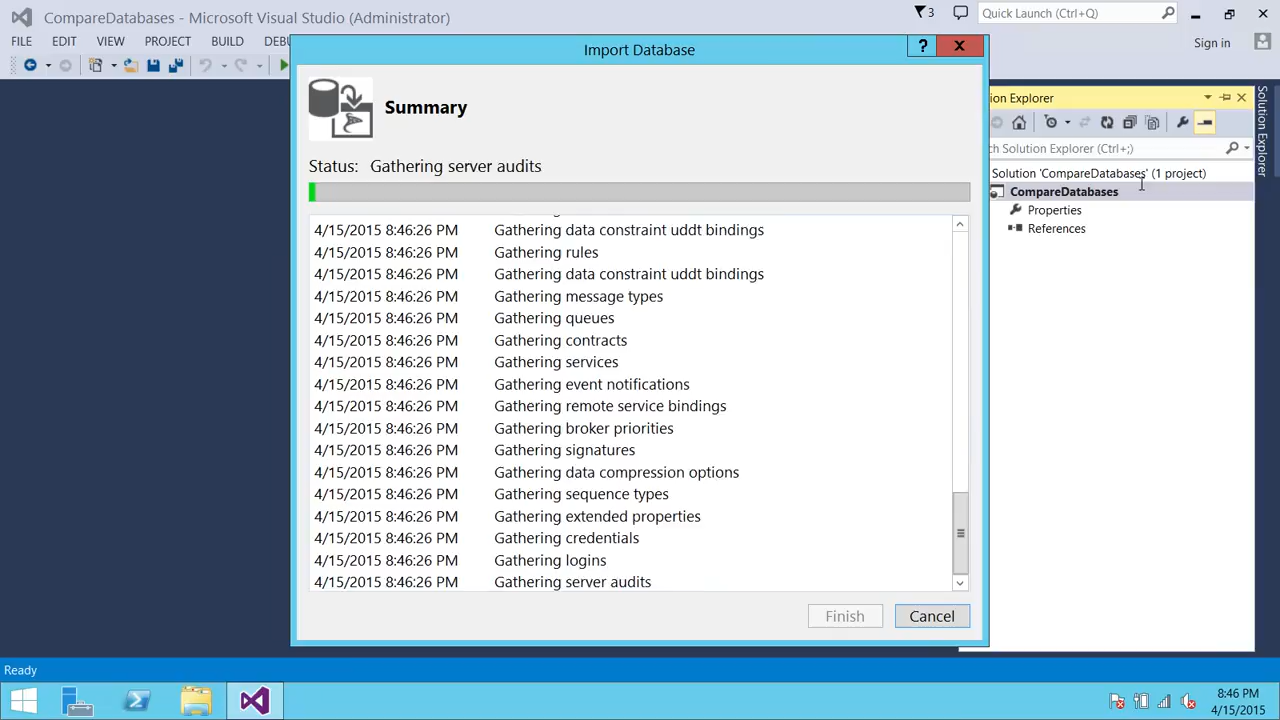 CompareDatabases - Microsoft Visual Studio (Administrator)
3
Quick Launch (Ctrl+Q)
FILE EDIT VIEW PROJECT BUILD DEBU
Sign in
Import Database
?
Summary
Status: Gathering server audits
4/15/2015 8:46:26 PM Gathering data constraint uddt bindings
4/15/2015 8:46:26 PM Gathering rules
4/15/2015 8:46:26 PM Gathering data constraint uddt bindings
4/15/2015 8:46:26 PM Gathering message types
4/15/2015 8:46:26 PM Gathering queues
4/15/2015 8:46:26 PM Gathering contracts
4/15/2015 8:46:26 PM Gathering services
4/15/2015 8:46:26 PM Gathering event notifications
4/15/2015 8:46:26 PM Gathering remote service bindings
4/15/2015 8:46:26 PM Gathering broker priorities
4/15/2015 8:46:26 PM Gathering signatures
4/15/2015 8:46:26 PM Gathering data compression options
4/15/2015 8:46:26 PM Gathering sequence types
4/15/2015 8:46:26 PM Gathering extended properties
4/15/2015 8:46:26 PM Gathering credentials
4/15/2015 8:46:26 PM Gathering logins
4/15/2015 8:46:26 PM Gathering server audits
Finish Cancel
ion Explorer
ch Solution Explorer (Ctrl+;)
Solution 'CompareDatabases' (1 project)
CompareDatabases
Properties
References
Solution Explorer
Ready
8:46 PM
4/15/2015